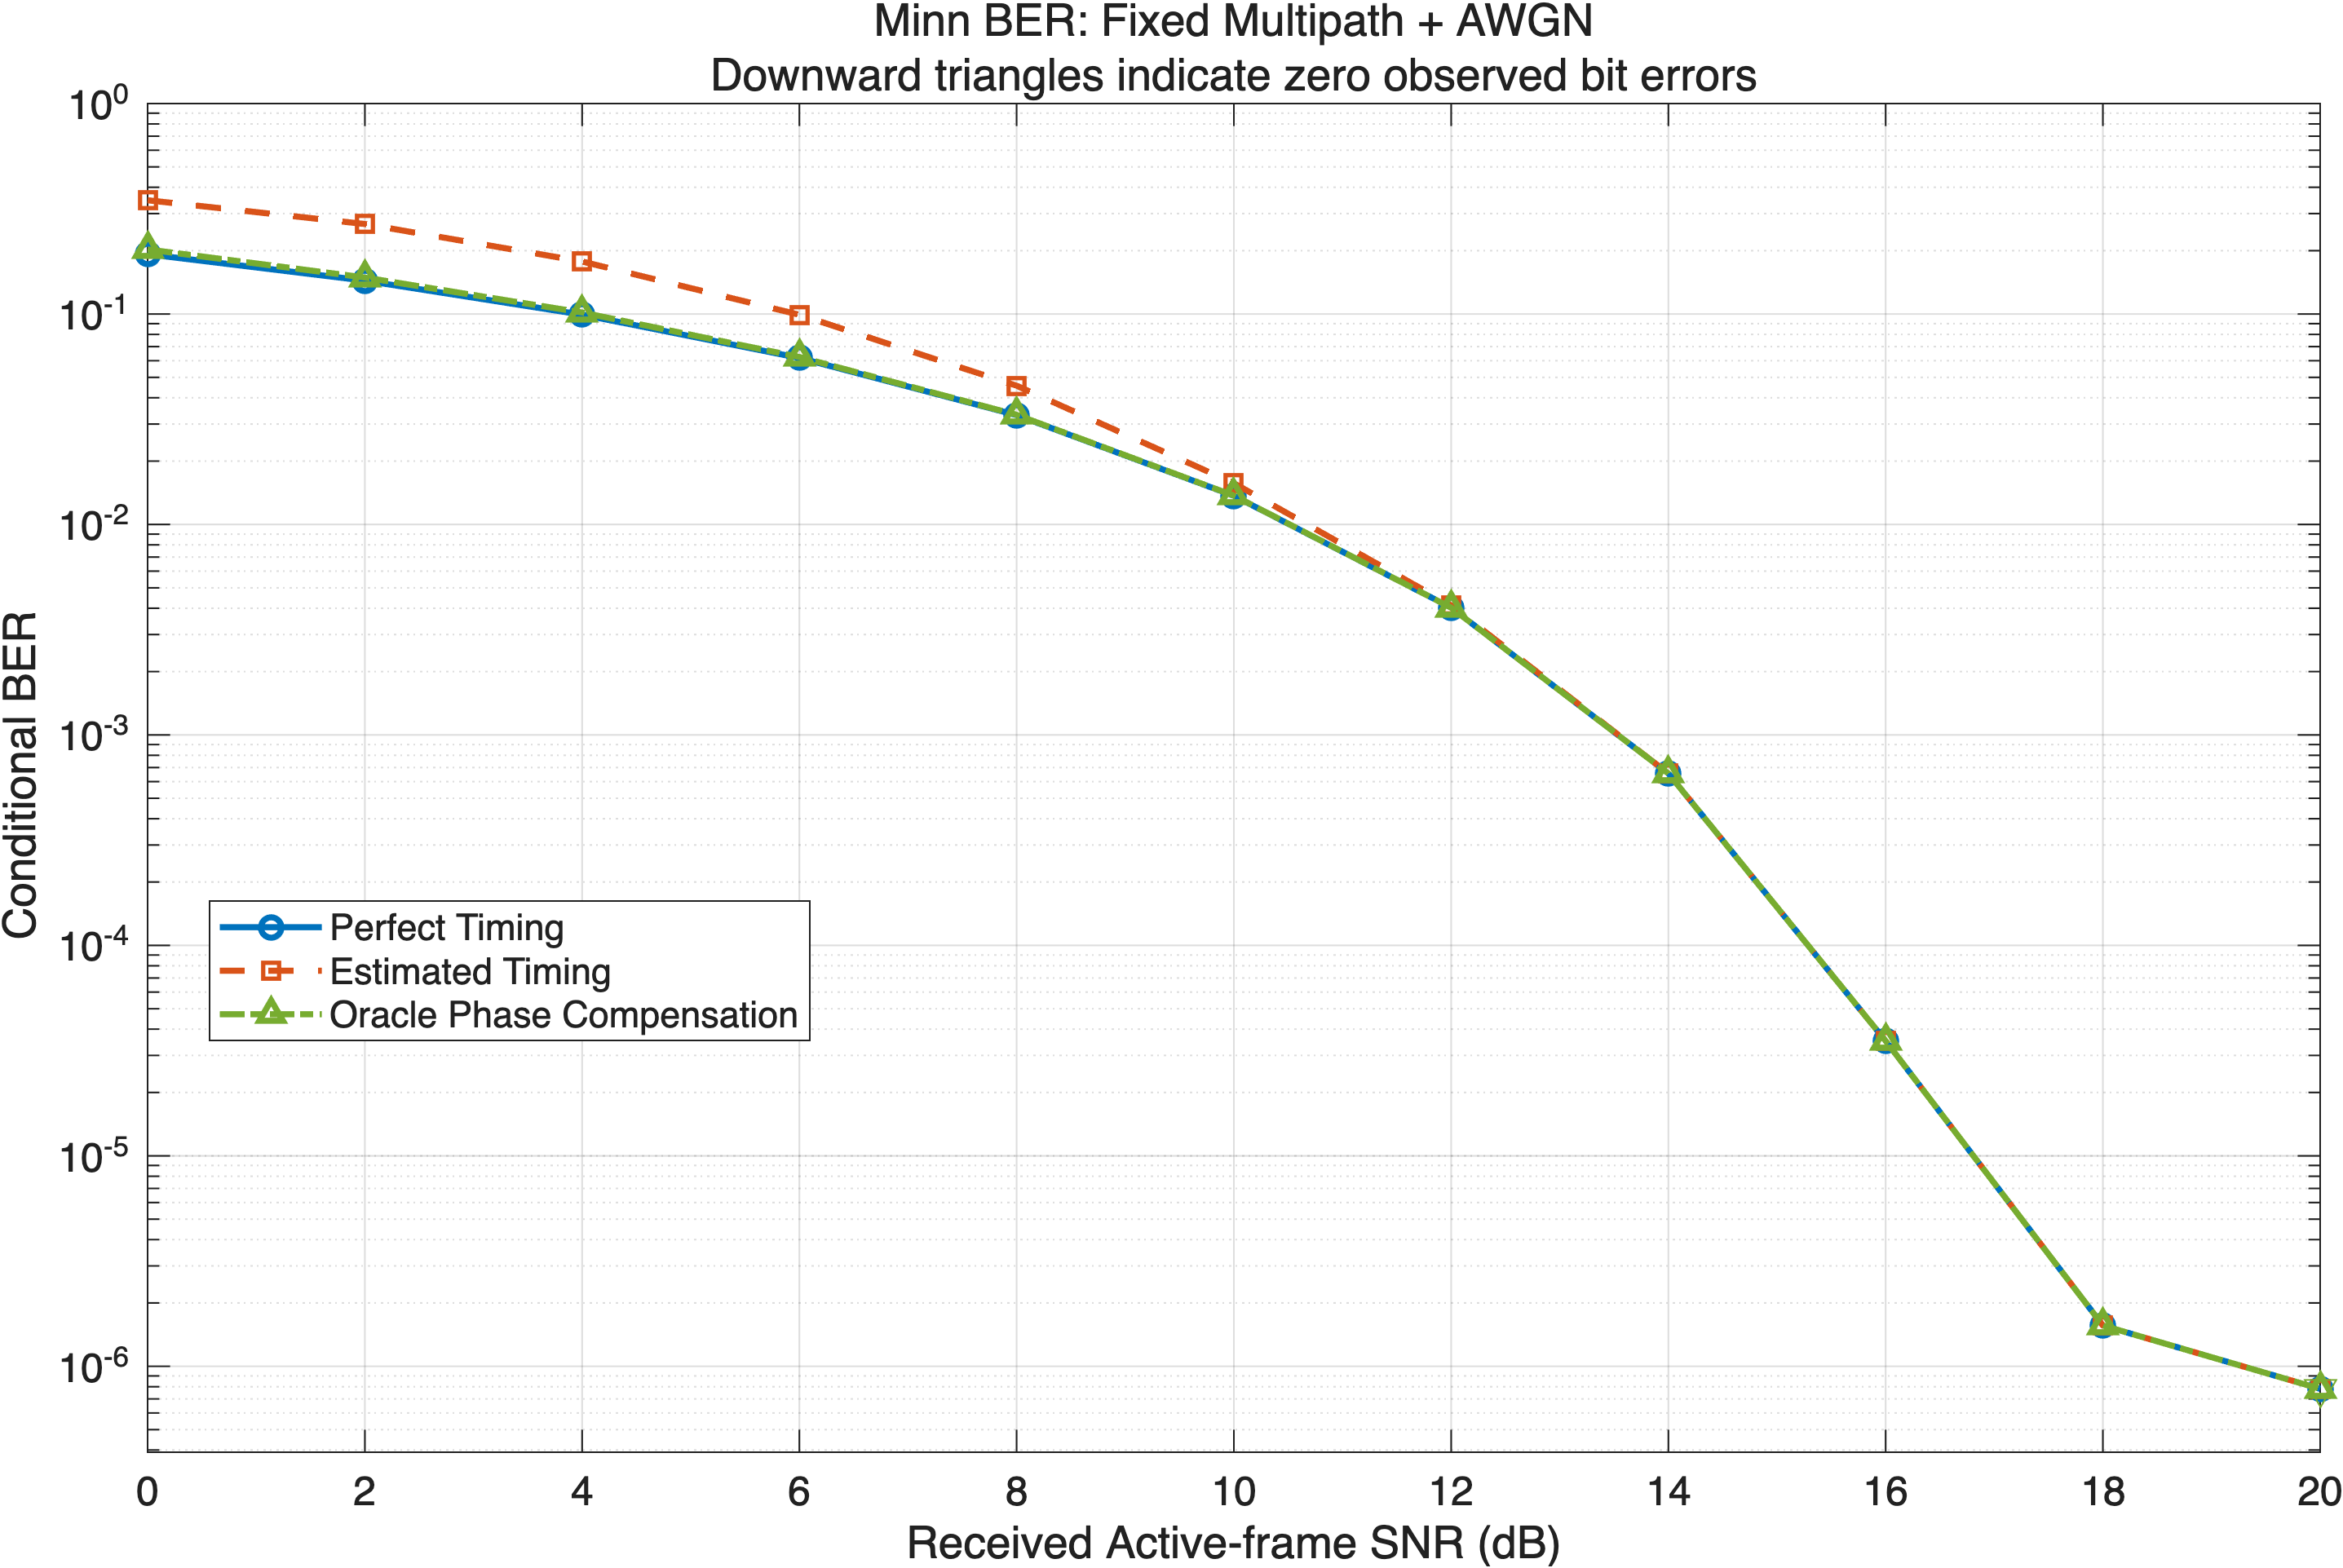 Minn BER: Fixed Multipath + AWGN
Downward triangles indicate zero observed bit errors
10^0
10^-1
10^-2
10^-3
10^-4
10^-5
10^-6
Conditional BER
Perfect Timing
Estimated Timing
Oracle Phase Compensation
0 2 4 6 8 10 12 14 16 18 20
Received Active-frame SNR (dB)